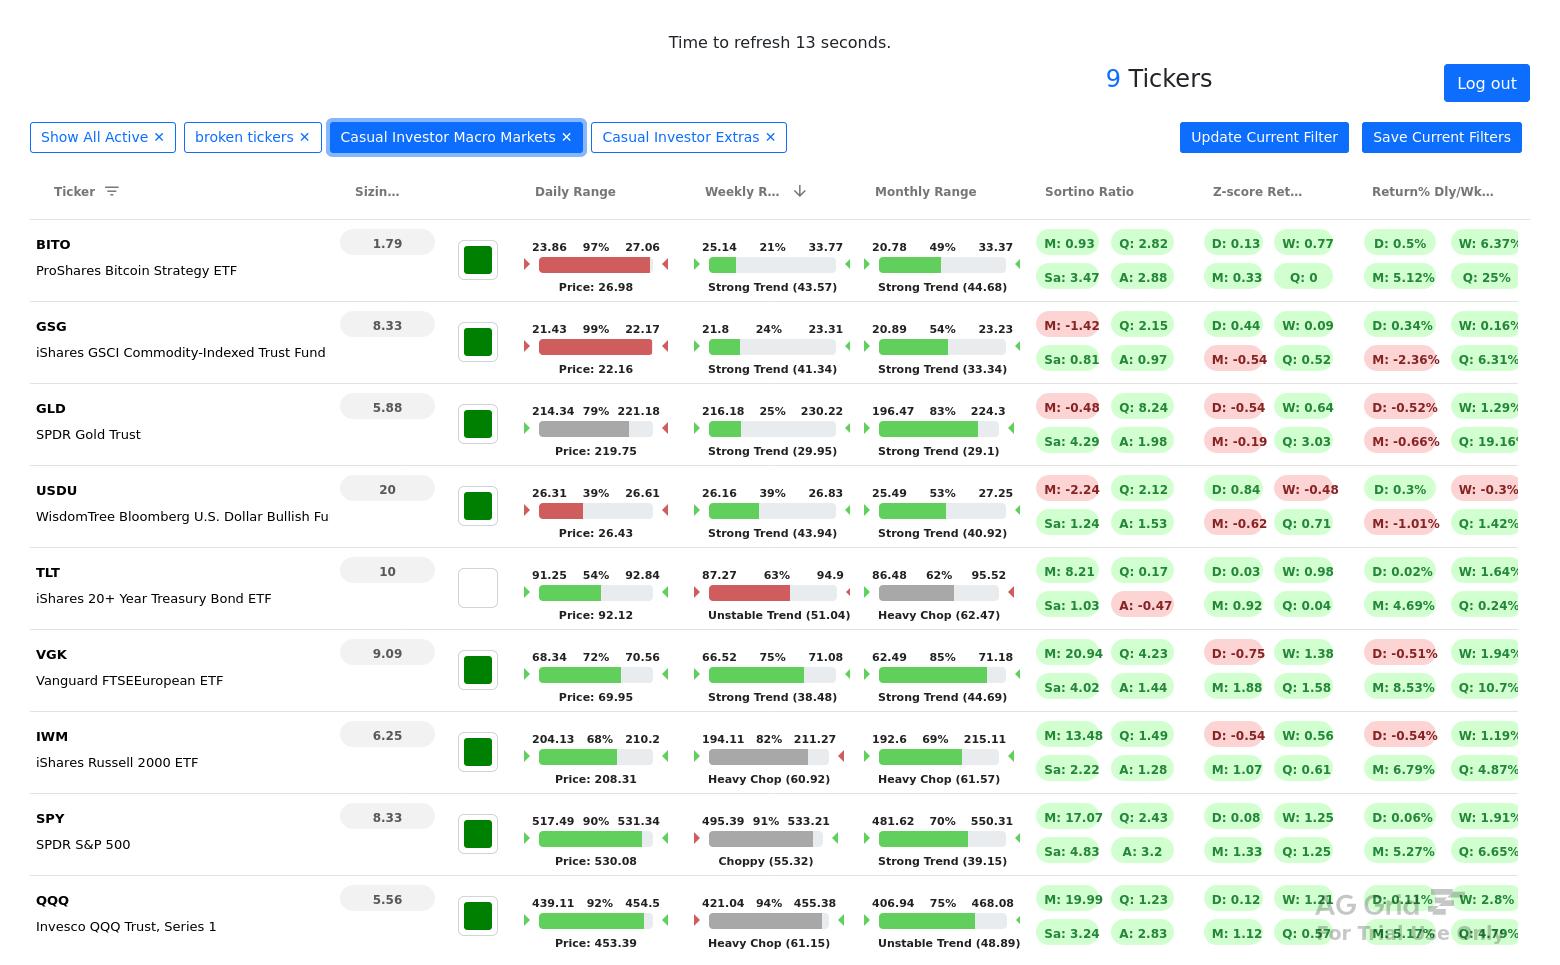 Time to refresh 13 seconds.
9 Tickers
Log out
Show All Active ✕ broken tickers ✕ Casual Investor Macro Markets ✕ Casual Investor Extras ✕ Update Current Filter Save Current Filters
Ticker Sizin... Daily Range Weekly R... Monthly Range Sortino Ratio Z-score Ret... Return% Dly/Wk...
BITO 1.79 23.86 97% 27.06 25.14 21% 33.77 20.78 49% 33.37 M: 0.93 Q: 2.82 D: 0.13 W: 0.77 D: 0.5% W: 6.37%
ProShares Bitcoin Strategy ETF Sa: 3.47 A: 2.88 M: 0.33 Q: 0 M: 5.12% Q: 25%
Price: 26.98 Strong Trend (43.57) Strong Trend (44.68)
GSG 8.33 21.43 99% 22.17 21.8 24% 23.31 20.89 54% 23.23 M: -1.42 Q: 2.15 D: 0.44 W: 0.09 D: 0.34% W: 0.16%
iShares GSCI Commodity-Indexed Trust Fund Sa: 0.81 A: 0.97 M: -0.54 Q: 0.52 M: -2.36% Q: 6.31%
Price: 22.16 Strong Trend (41.34) Strong Trend (33.34)
GLD 5.88 214.34 79% 221.18 216.18 25% 230.22 196.47 83% 224.3 M: -0.48 Q: 8.24 D: -0.54 W: 0.64 D: -0.52% W: 1.29%
SPDR Gold Trust Sa: 4.29 A: 1.98 M: -0.19 Q: 3.03 M: -0.66% Q: 19.16%
Price: 219.75 Strong Trend (29.95) Strong Trend (29.1)
USDU 20 26.31 39% 26.61 26.16 39% 26.83 25.49 53% 27.25 M: -2.24 Q: 2.12 D: 0.84 W: -0.48 D: 0.3% W: -0.3%
WisdomTree Bloomberg U.S. Dollar Bullish Fu Sa: 1.24 A: 1.53 M: -0.62 Q: 0.71 M: -1.01% Q: 1.42%
Price: 26.43 Strong Trend (43.94) Strong Trend (40.92)
TLT 10 91.25 54% 92.84 87.27 63% 94.9 86.48 62% 95.52 M: 8.21 Q: 0.17 D: 0.03 W: 0.98 D: 0.02% W: 1.64%
iShares 20+ Year Treasury Bond ETF Sa: 1.03 A: -0.47 M: 0.92 Q: 0.04 M: 4.69% Q: 0.24%
Price: 92.12 Unstable Trend (51.04) Heavy Chop (62.47)
VGK 9.09 68.34 72% 70.56 66.52 75% 71.08 62.49 85% 71.18 M: 20.94 Q: 4.23 D: -0.75 W: 1.38 D: -0.51% W: 1.94%
Vanguard FTSEEuropean ETF Sa: 4.02 A: 1.44 M: 1.88 Q: 1.58 M: 8.53% Q: 10.7%
Price: 69.95 Strong Trend (38.48) Strong Trend (44.69)
IWM 6.25 204.13 68% 210.2 194.11 82% 211.27 192.6 69% 215.11 M: 13.48 Q: 1.49 D: -0.54 W: 0.56 D: -0.54% W: 1.19%
iShares Russell 2000 ETF Sa: 2.22 A: 1.28 M: 1.07 Q: 0.61 M: 6.79% Q: 4.87%
Price: 208.31 Heavy Chop (60.92) Heavy Chop (61.57)
SPY 8.33 517.49 90% 531.34 495.39 91% 533.21 481.62 70% 550.31 M: 17.07 Q: 2.43 D: 0.08 W: 1.25 D: 0.06% W: 1.91%
SPDR S&P 500 Sa: 4.83 A: 3.2 M: 1.33 Q: 1.25 M: 5.27% Q: 6.65%
Price: 530.08 Choppy (55.32) Strong Trend (39.15)
QQQ 5.56 439.11 92% 454.5 421.04 94% 455.38 406.94 75% 468.08 M: 19.99 Q: 1.23 D: 0.12 W: 1.21 D: 0.11% W: 2.8%
AG Grid
Invesco QQQ Trust, Series 1 Sa: 3.24 A: 2.83 M: 1.12 Q: 0.57 M: 5.17% Q: 4.79%
For Trial Use Only
Price: 453.39 Heavy Chop (61.15) Unstable Trend (48.89)